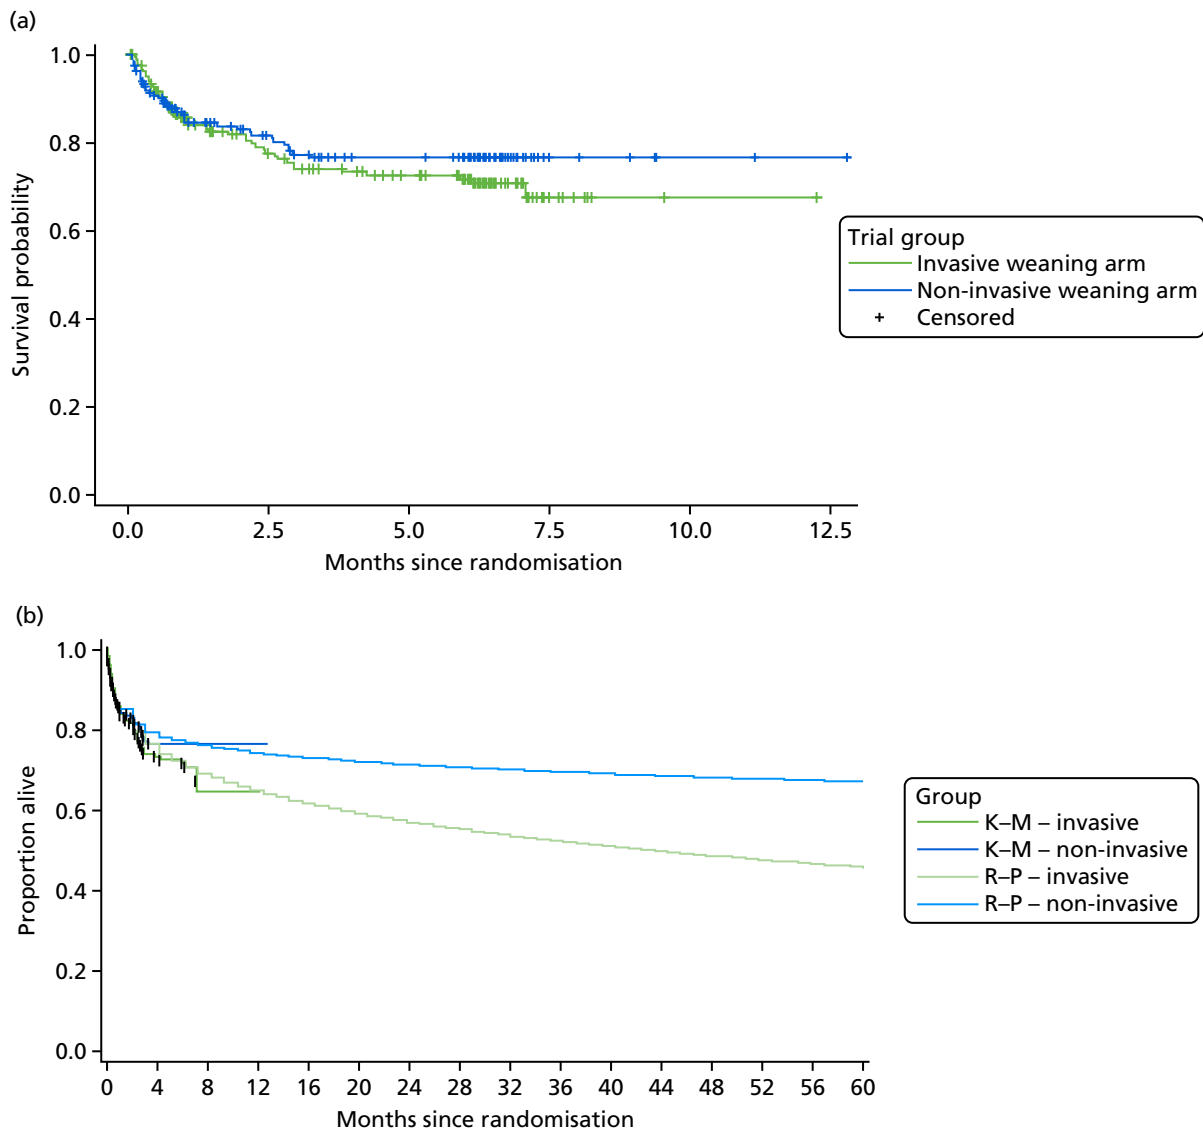 (a)
1.0
0.8
0.6
0.4
0.2
0.0
Survival probability
0.0 2.5 5.0 7.5 10.0 12.5
Months since randomisation
Trial group
Invasive weaning arm
Non-invasive weaning arm
+ Censored
(b)
1.0
0.8
0.6
0.4
0.2
0.0
Proportion alive
0 4 8 12 16 20 24 28 32 36 40 44 48 52 56 60
Months since randomisation
Group
K–M – invasive
K–M – non-invasive
R–P – invasive
R–P – non-invasive